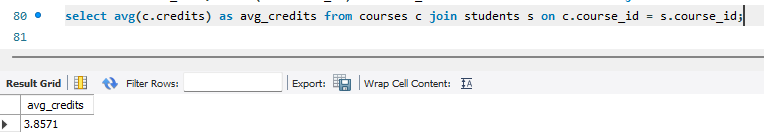 80 select avg(c.credits) as avg_credits from courses c join students s on c.course_id = s.course_id;
81
Result Grid Filter Rows: Export: Wrap Cell Content: IA
avg_credits
3.8571